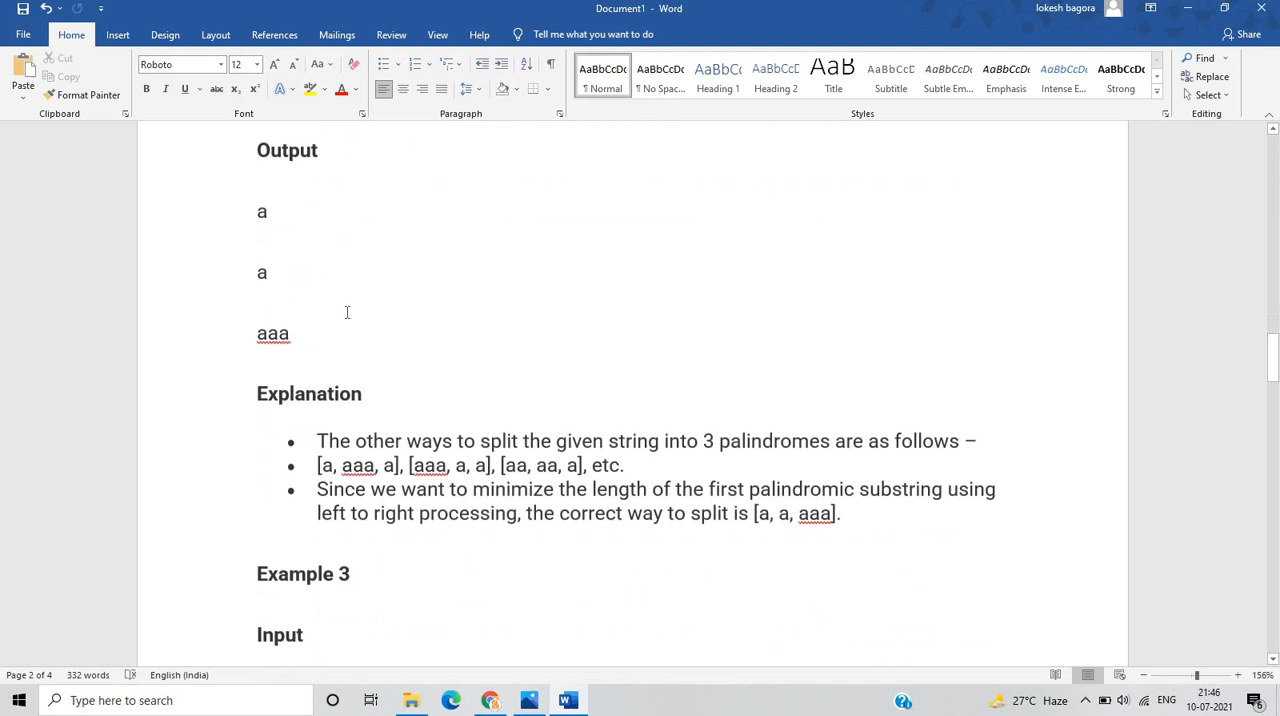 Document1 - Word
lokesh bagora
File Home Insert Design Layout References Mailings Review View Help Tell me what you want to do Share
Paste
Cut
Copy
Format Painter
Clipboard
Roboto 12
Font
Paragraph
AaBbCcDc AaBbCcDc AaBbCc AaBbCcD AaB AaBbCcD AaBbCcDc AaBbCcDc AaBbCcDc AaBbCcDc
¶ Normal ¶ No Spac... Heading 1 Heading 2 Title Subtitle Subtle Em... Emphasis Intense E... Strong
Styles
Find
Replace
Select
Editing
Output
a
a
aaa
Explanation
• The other ways to split the given string into 3 palindromes are as follows –
• [a, aaa, a], [aaa, a, a], [aa, aa, a], etc.
• Since we want to minimize the length of the first palindromic substring using
left to right processing, the correct way to split is [a, a, aaa].
Example 3
Input
Page 2 of 4 332 words English (India) 156%
Type here to search
27°C Haze ENG 21:46
10-07-2021
6